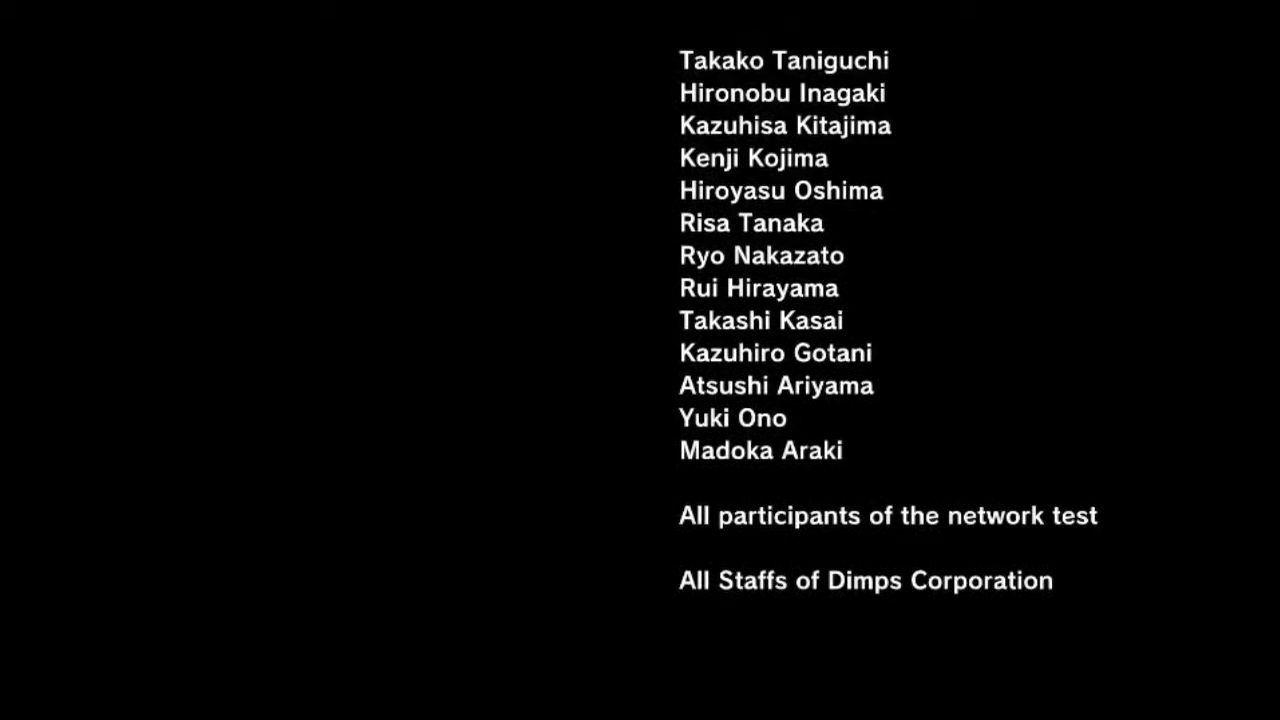 Takako Taniguchi
Hironobu Inagaki
Kazuhisa Kitajima
Kenji Kojima
Hiroyasu Oshima
Risa Tanaka
Ryo Nakazato
Rui Hirayama
Takashi Kasai
Kazuhiro Gotani
Atsushi Ariyama
Yuki Ono
Madoka Araki
All participants of the network test
All Staffs of Dimps Corporation